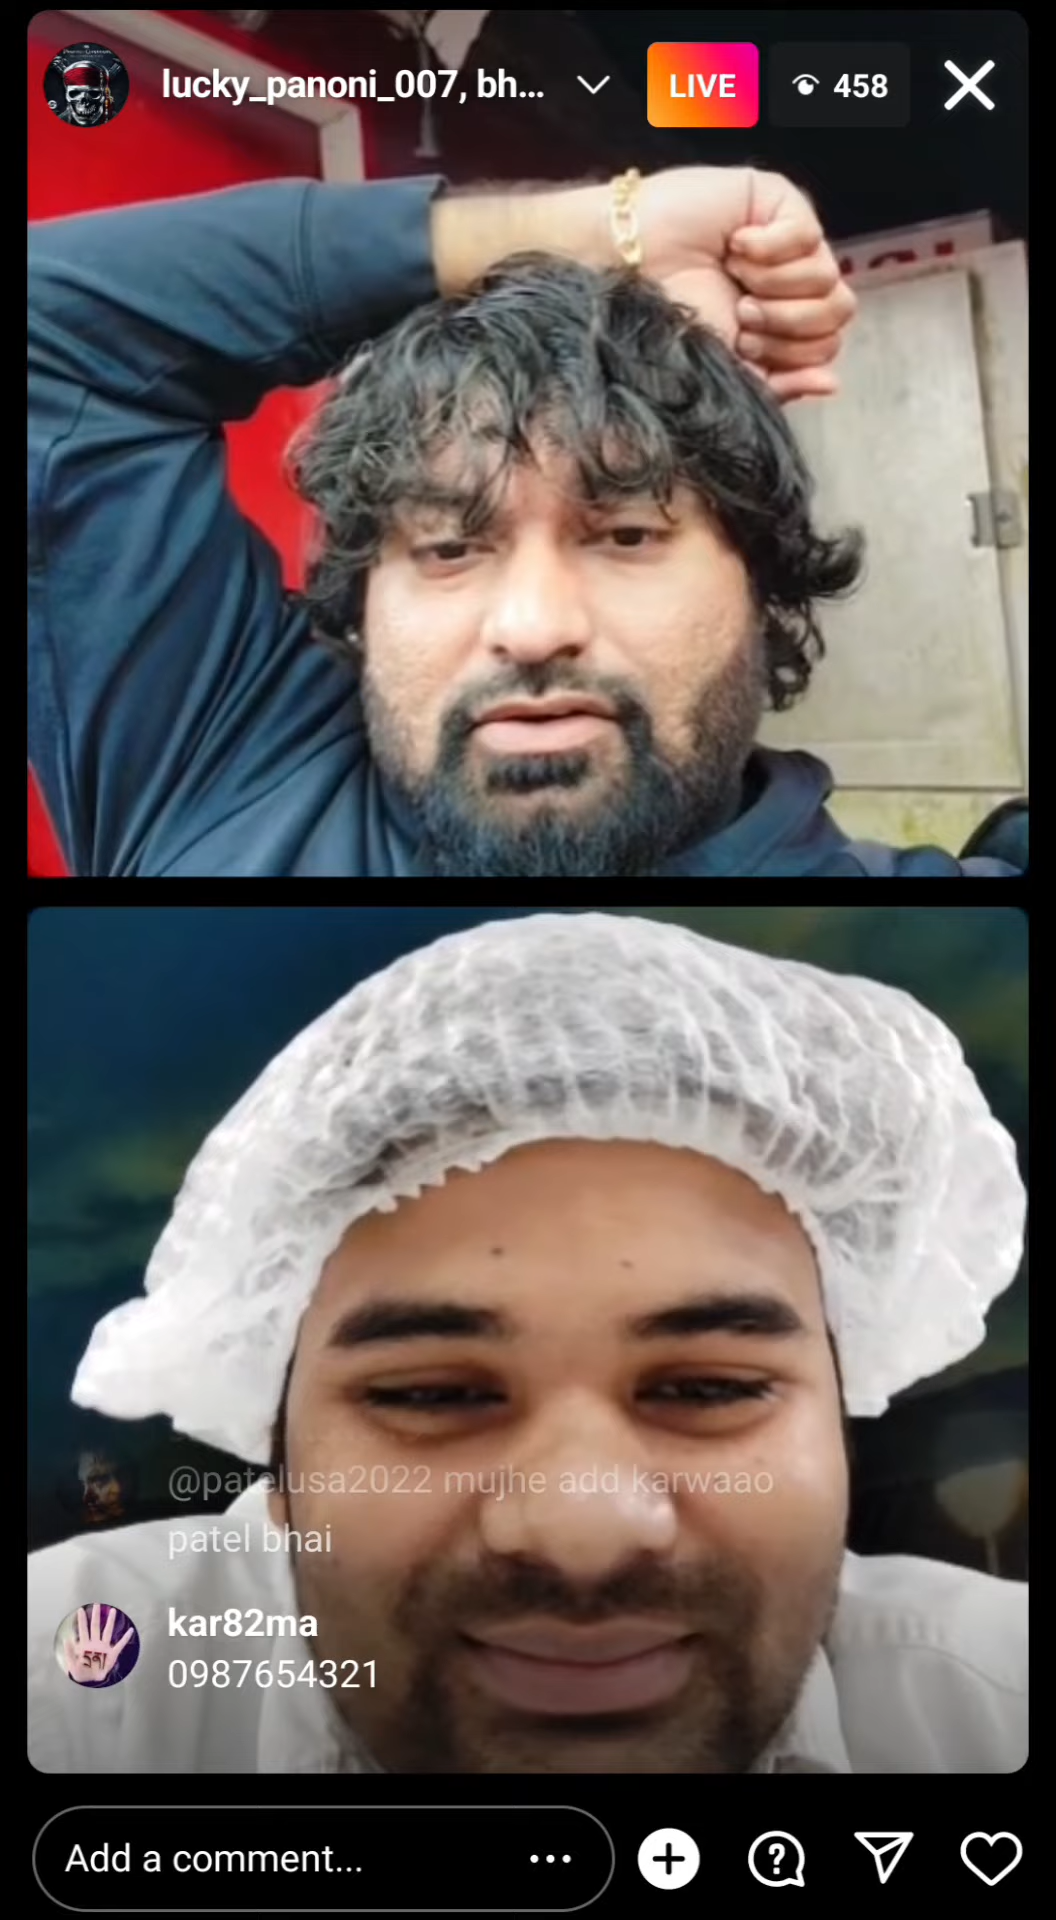 lucky_panoni_007, bh...
LIVE
458
@patelusa2022 mujhe add karwaao
patel bhai
kar82ma
0987654321
Add a comment...